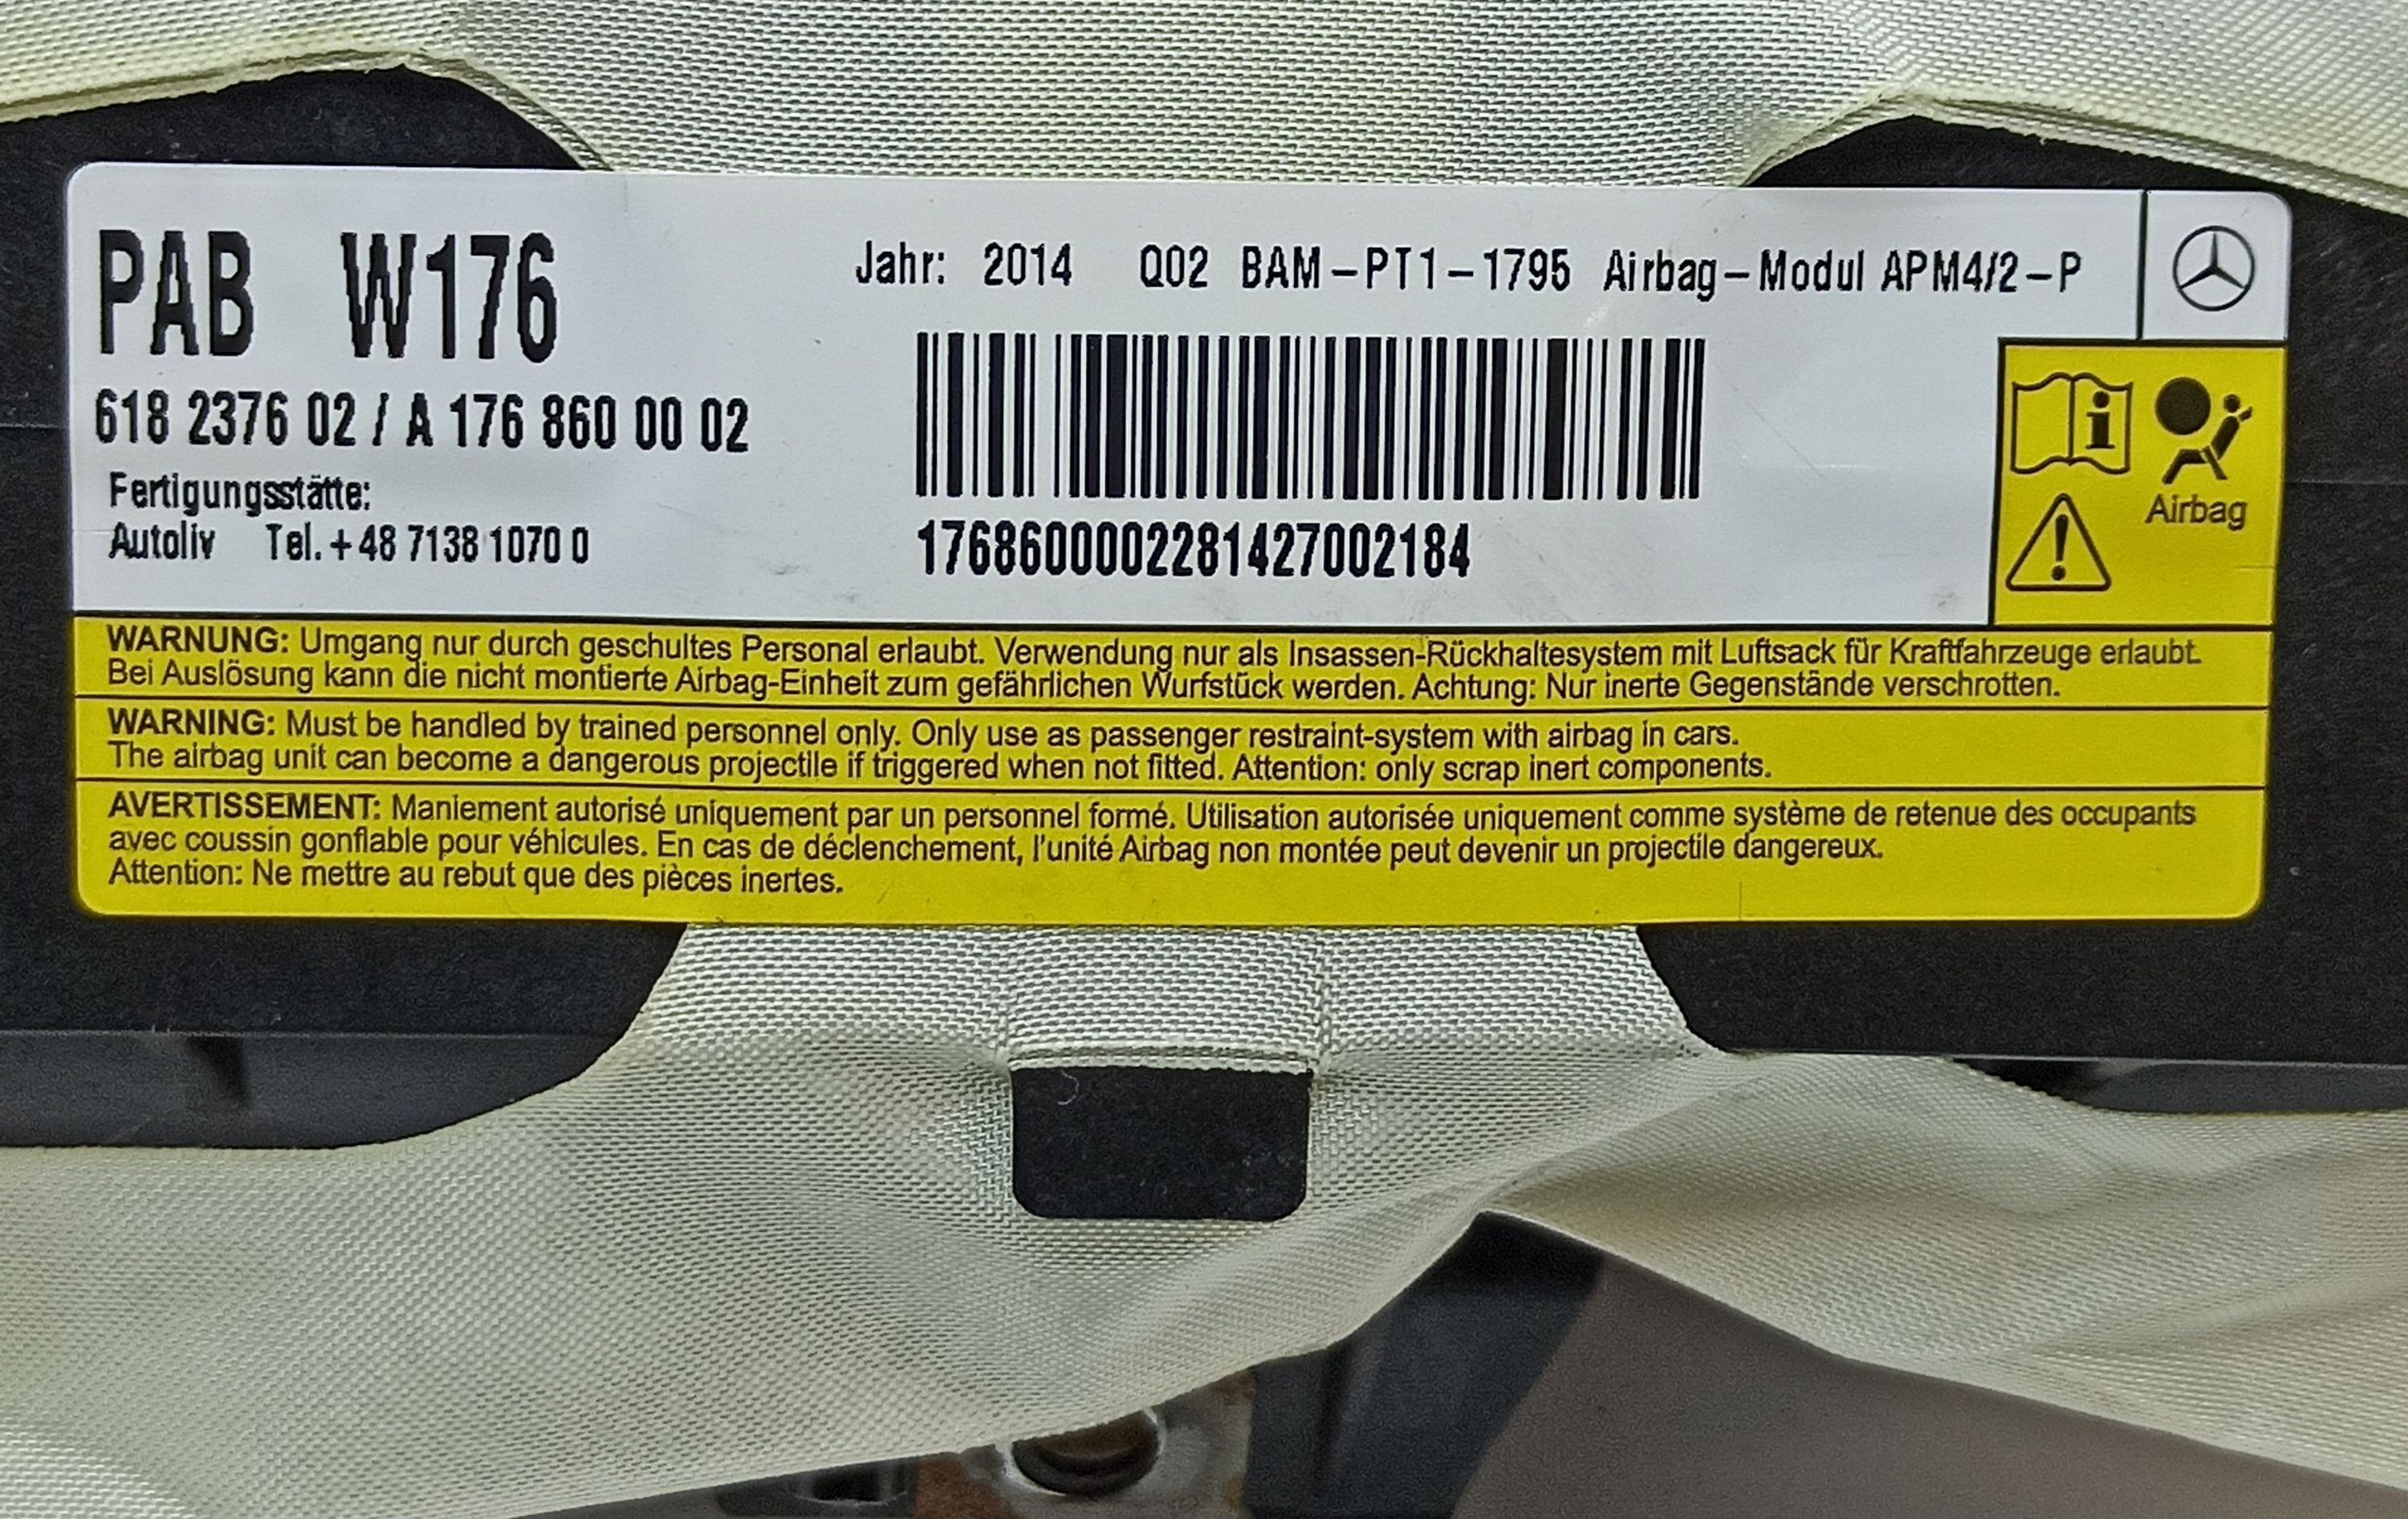 PAB W176
Jahr: 2014 Q02 BAM-PT1-1795 Airbag-Modul APM4/2-P
618 2376 02 / A 176 860 00 02
Fertigungsstätte:
Autoliv Tel. +48 7138 1070 0
1768600002281427002184
Airbag
WARNUNG: Umgang nur durch geschultes Personal erlaubt. Verwendung nur als Insassen-Rückhaltesystem mit Luftsack für Kraftfahrzeuge erlaubt.
Bei Auslösung kann die nicht montierte Airbag-Einheit zum gefährlichen Wurfstück werden. Achtung: Nur inerte Gegenstände verschrotten.
WARNING: Must be handled by trained personnel only. Only use as passenger restraint-system with airbag in cars.
The airbag unit can become a dangerous projectile if triggered when not fitted. Attention: only scrap inert components.
AVERTISSEMENT: Maniement autorisé uniquement par un personnel formé. Utilisation autorisée uniquement comme système de retenue des occupants
avec coussin gonflable pour véhicules. En cas de déclenchement, l'unité Airbag non montée peut devenir un projectile dangereux.
Attention: Ne mettre au rebut que des pièces inertes.